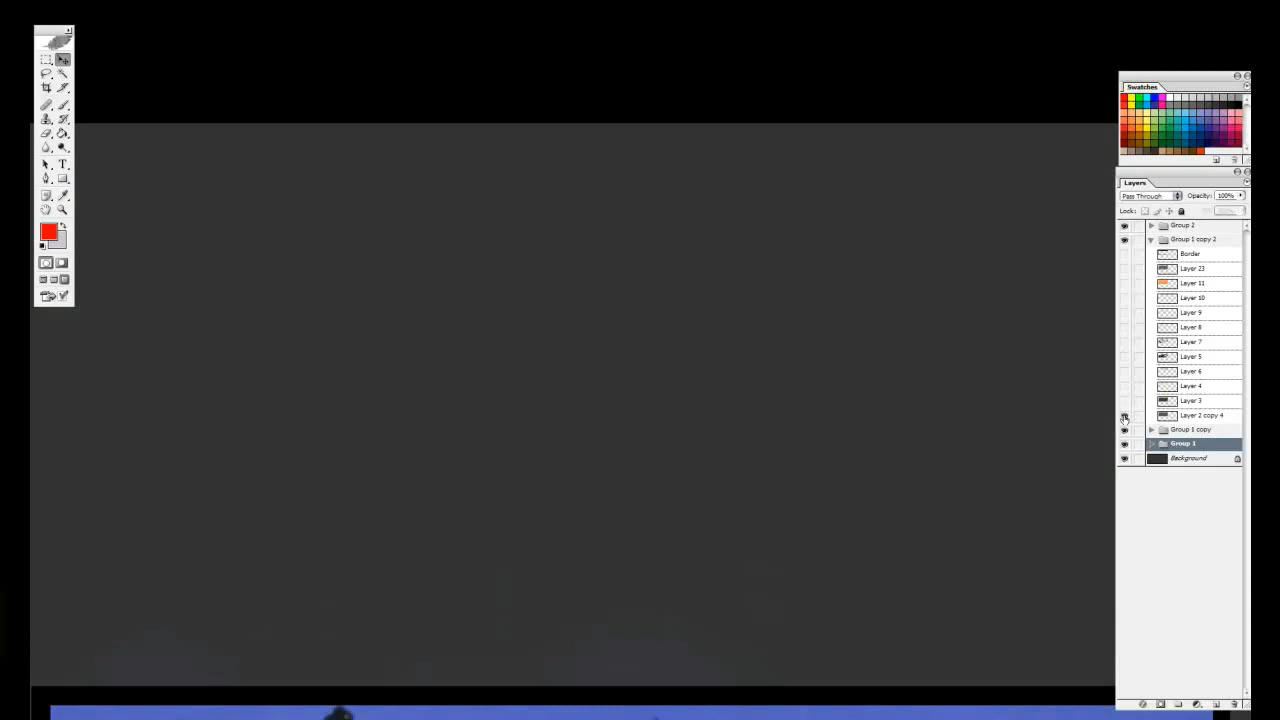 Swatches
Layers
Pass Through Opacity: 100%
Lock:
Group 2
Group 1 copy 2
Border
Layer 23
Layer 11
Layer 10
Layer 9
Layer 8
Layer 7
Layer 5
Layer 6
Layer 4
Layer 3
Layer 2 copy 4
Group 1 copy
Group 1
Background